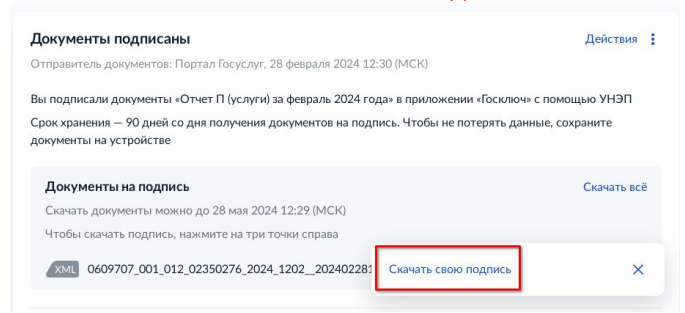 Документы подписаны
Действия
Отправитель документов: Портал Госуслуг, 28 февраля 2024 12:30 (МСК)
Вы подписали документы «Отчет П (услуги) за февраль 2024 года» в приложении «Госключ» с помощью УНЭП
Срок хранения — 90 дней со дня получения документов на подпись. Чтобы не потерять данные, сохраните
документы на устройстве
Документы на подпись
Скачать всё
Скачать документы можно до 28 мая 2024 12:29 (МСК)
Чтобы скачать подпись, нажмите на три точки справа
XML 0609707_001_012_02350276_2024_1202__202402281
Скачать свою подпись